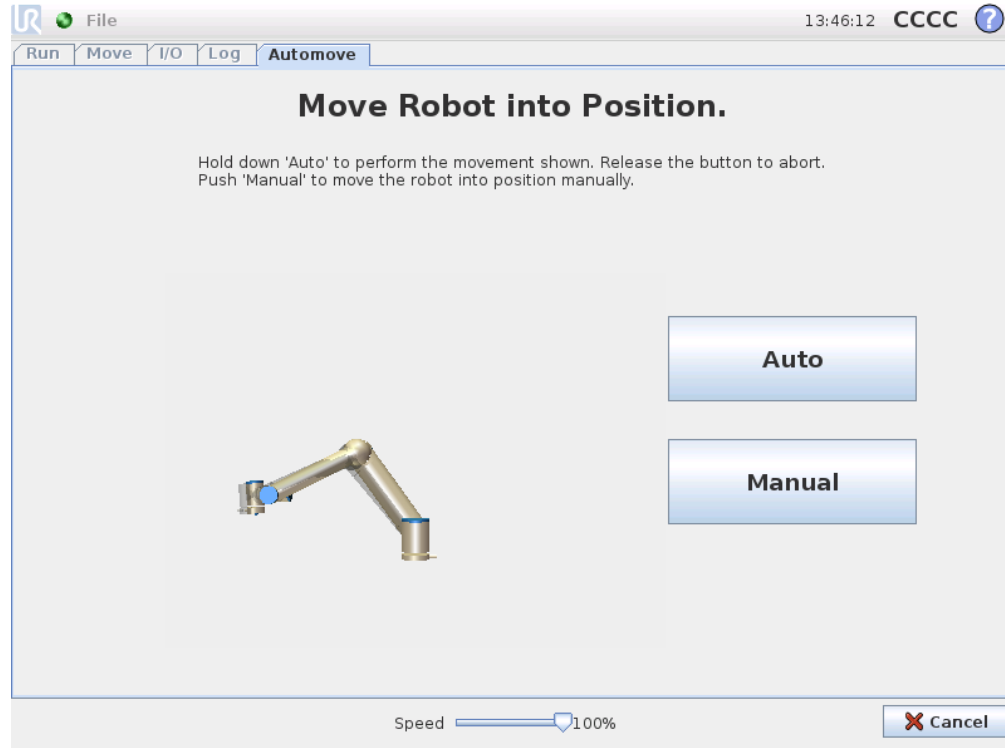 UR File 13:46:12 CCCC ?
Run Move I/O Log Automove
Move Robot into Position.
Hold down 'Auto' to perform the movement shown. Release the button to abort.
Push 'Manual' to move the robot into position manually.
Auto
Manual
Speed 100% Cancel